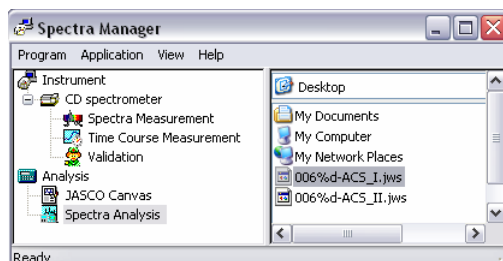 Spectra Manager
Program Application View Help
Instrument
CD spectrometer
Spectra Measurement
Time Course Measurement
Validation
Analysis
JASCO Canvas
Spectra Analysis
Desktop
My Documents
My Computer
My Network Places
006%d-ACS_I.jws
006%d-ACS_II.jws
Ready